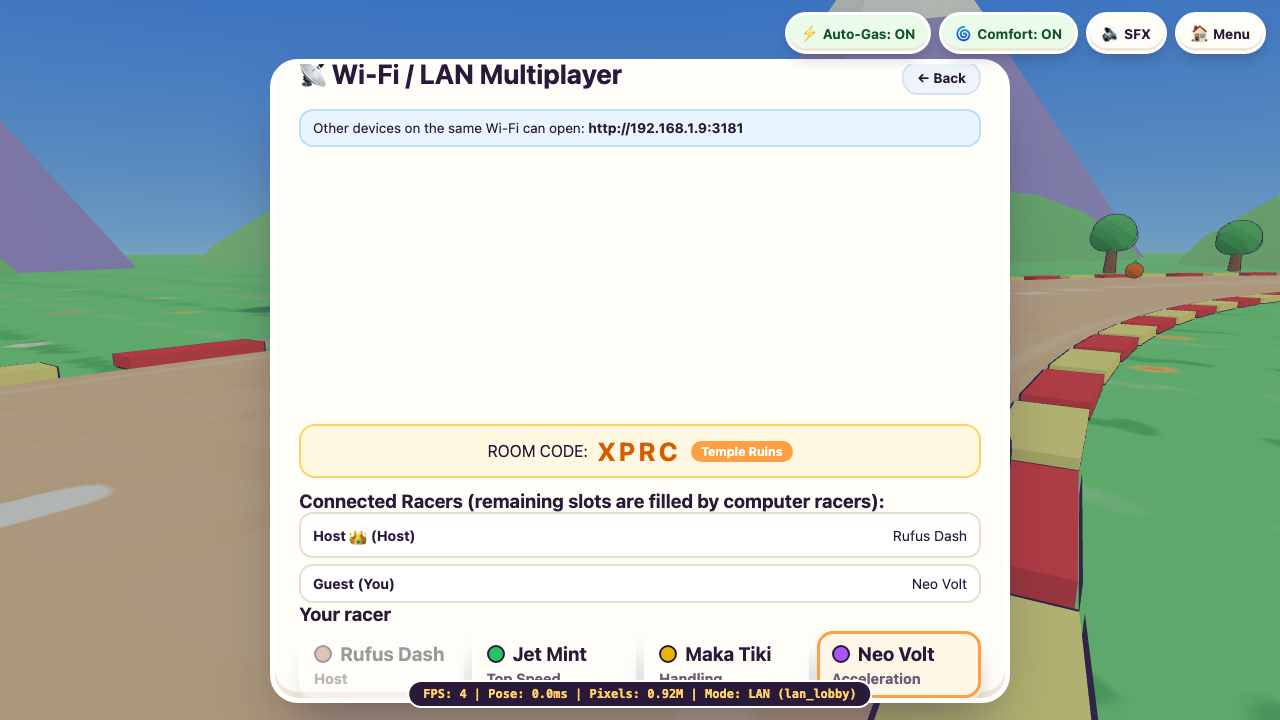 ⚡ Auto-Gas: ON
🌀 Comfort: ON
🔈 SFX
🏠 Menu
📡 Wi-Fi / LAN Multiplayer
← Back
Other devices on the same Wi-Fi can open: http://192.168.1.9:3181
ROOM CODE: XPRC Temple Ruins
Connected Racers (remaining slots are filled by computer racers):
Host 👑 (Host) Rufus Dash
Guest (You) Neo Volt
Your racer
Rufus Dash
Host
Jet Mint
Top Speed
Maka Tiki
Handling
Neo Volt
Acceleration
FPS: 4 | Pose: 0.0ms | Pixels: 0.92M | Mode: LAN (lan_lobby)